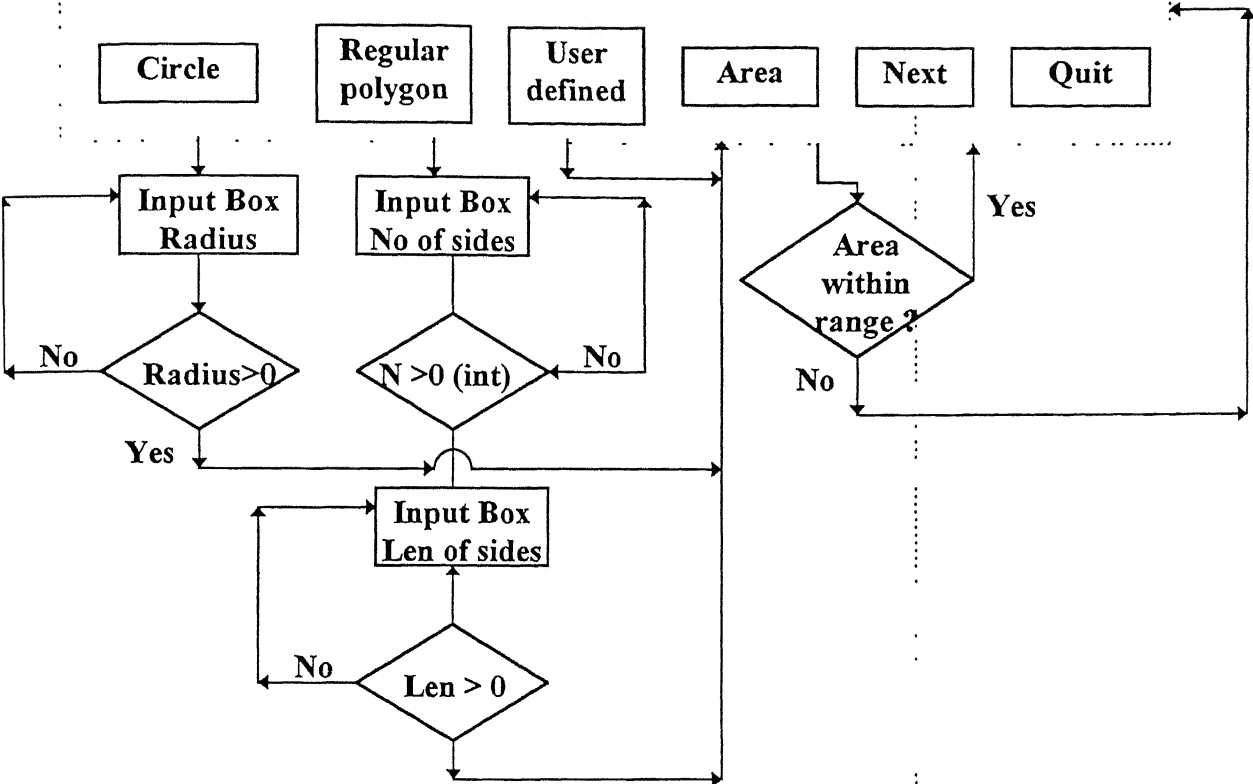 Circle
Regular
polygon
User
defined
Area
Next
Quit
Input Box
Radius
Input Box
No of sides
Yes
Area
within
range ?
No
Radius>0
N >0 (int)
No
No
Yes
Input Box
Len of sides
No
Len > 0